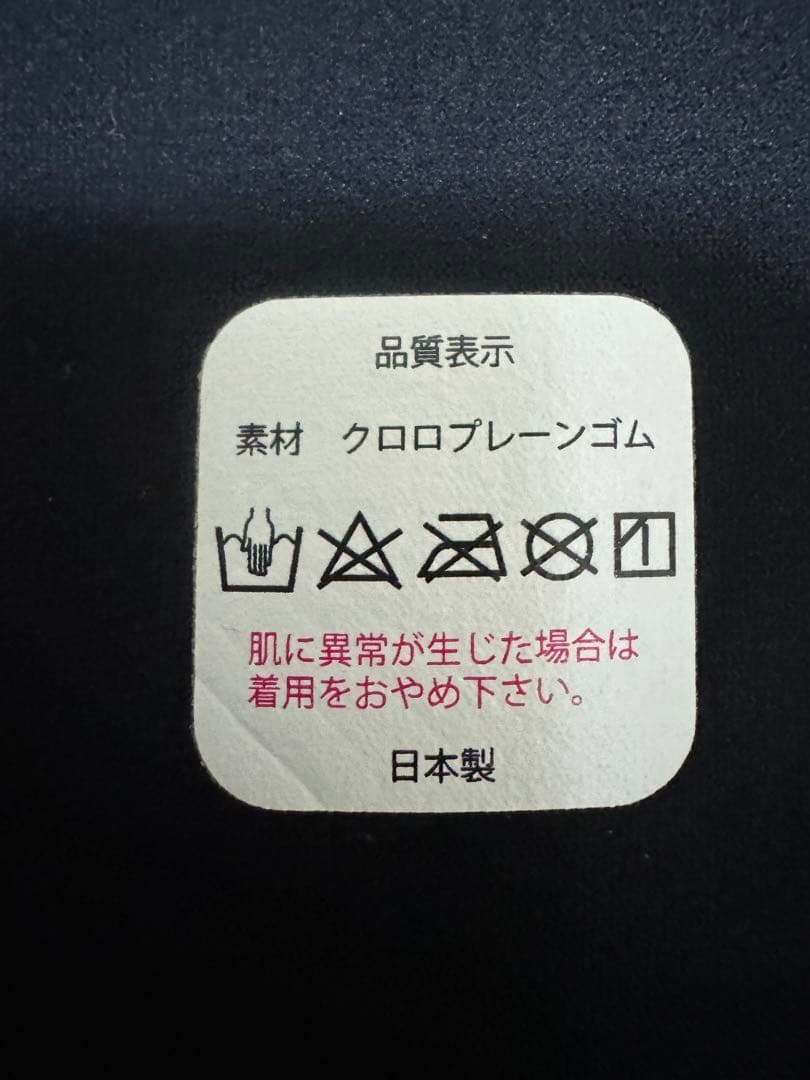 品質表示
素材　クロロプレーンゴム
肌に異常が生じた場合は
着用をおやめ下さい。
日本製